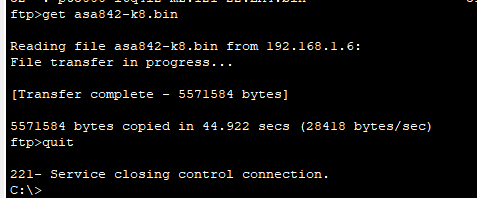 ftp>get asa842-k8.bin
Reading file asa842-k8.bin from 192.168.1.6:
File transfer in progress...
[Transfer complete - 5571584 bytes]
5571584 bytes copied in 44.922 secs (28418 bytes/sec)
ftp>quit
221- Service closing control connection.
C:\>